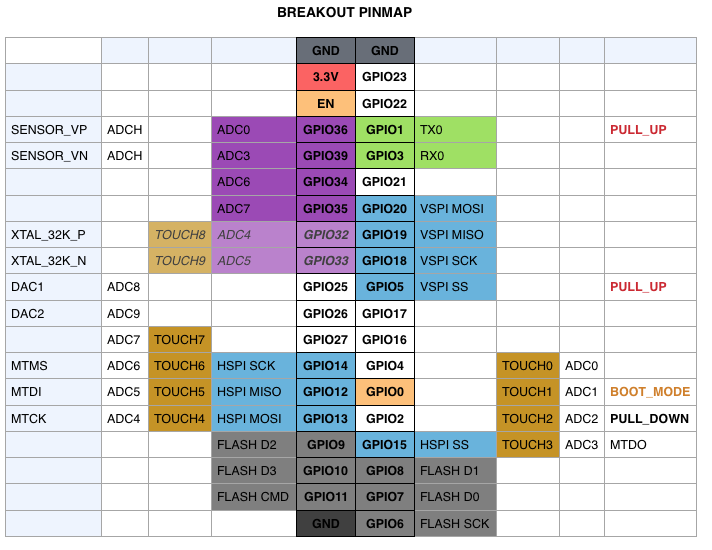 BREAKOUT PINMAP
GND GND
3.3V GPIO23
EN GPIO22
SENSOR_VP ADCH ADC0 GPIO36 GPIO1 TX0 PULL_UP
SENSOR_VN ADCH ADC3 GPIO39 GPIO3 RX0
ADC6 GPIO34 GPIO21
ADC7 GPIO35 GPIO20 VSPI MOSI
XTAL_32K_P TOUCH8 ADC4 GPIO32 GPIO19 VSPI MISO
XTAL_32K_N TOUCH9 ADC5 GPIO33 GPIO18 VSPI SCK
DAC1 ADC8 GPIO25 GPIO5 VSPI SS PULL_UP
DAC2 ADC9 GPIO26 GPIO17
ADC7 TOUCH7 GPIO27 GPIO16
MTMS ADC6 TOUCH6 HSPI SCK GPIO14 GPIO4 TOUCH0 ADC0
MTDI ADC5 TOUCH5 HSPI MISO GPIO12 GPIO0 TOUCH1 ADC1 BOOT_MODE
MTCK ADC4 TOUCH4 HSPI MOSI GPIO13 GPIO2 TOUCH2 ADC2 PULL_DOWN
FLASH D2 GPIO9 GPIO15 HSPI SS TOUCH3 ADC3 MTDO
FLASH D3 GPIO10 GPIO8 FLASH D1
FLASH CMD GPIO11 GPIO7 FLASH D0
GND GPIO6 FLASH SCK